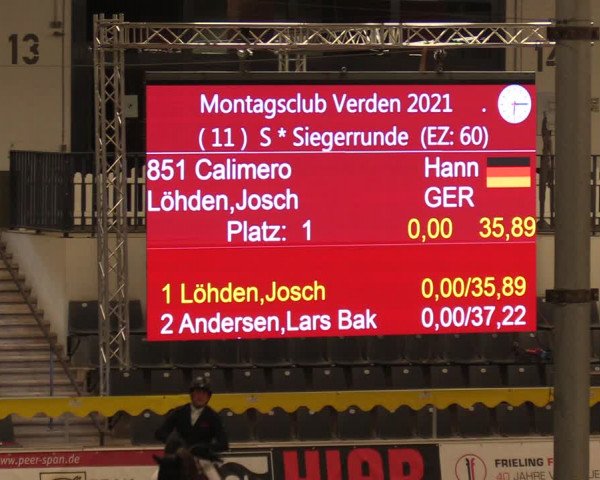 13
Montagsclub Verden 2021 .
( 11 ) S * Siegerrunde (EZ: 60)
851 Calimero Hann
Löhden,Josch GER
Platz: 1 0,00 35,89
1 Löhden,Josch 0,00/35,89
2 Andersen,Lars Bak 0,00/37,22
www.peer-span.de
FRIELING
40 JAHRE